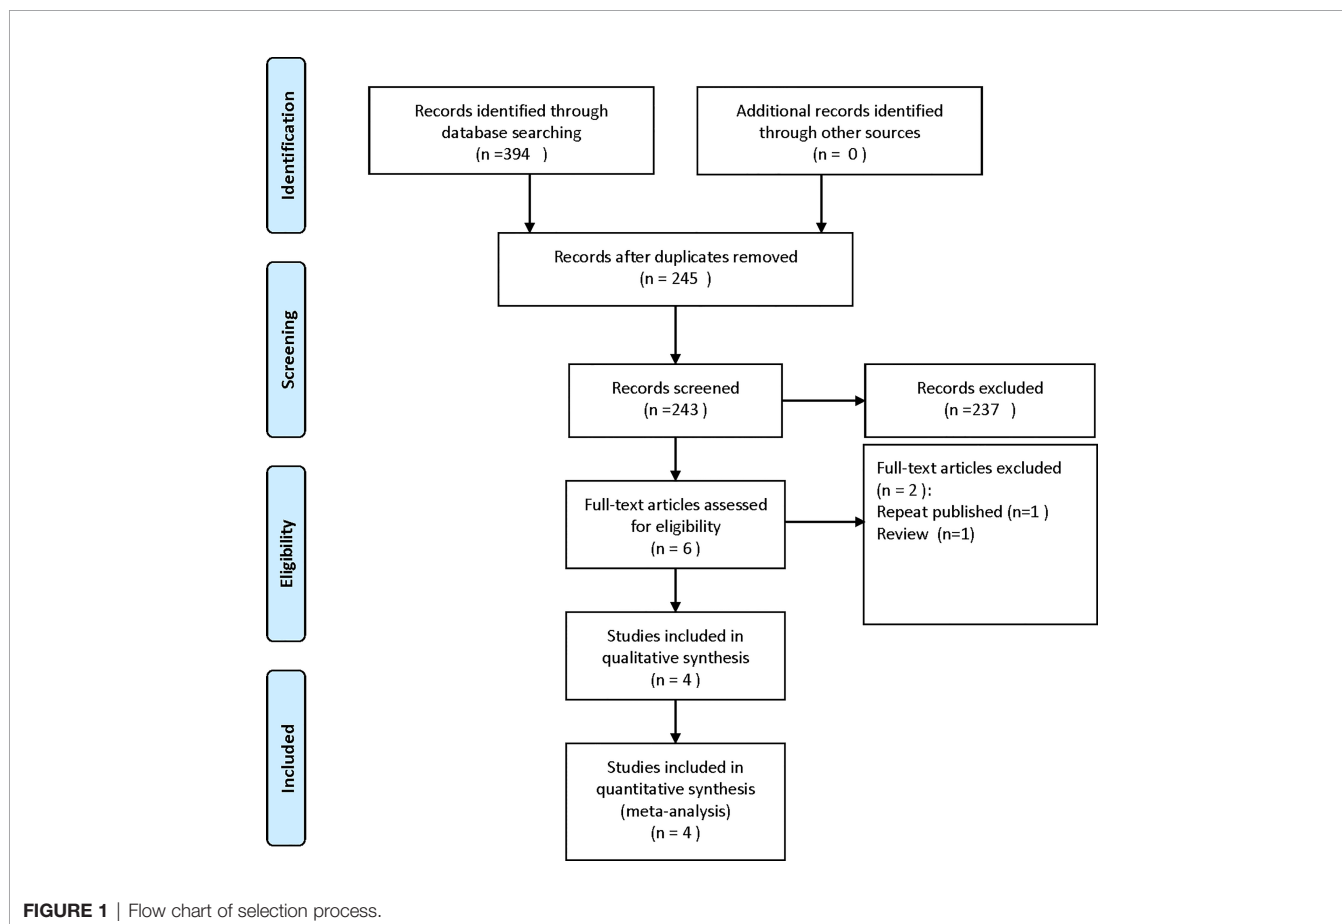 Identification
Records identified through
database searching
(n =394 )
Additional records identified
through other sources
(n = 0 )
Records after duplicates removed
(n = 245 )
Screening
Records screened
(n =243 )
Records excluded
(n =237 )
Eligibility
Full-text articles assessed
for eligibility
(n = 6 )
Full-text articles excluded
(n = 2 ):
Repeat published (n=1 )
Review (n=1)
Studies included in
qualitative synthesis
(n = 4 )
Included
Studies included in
quantitative synthesis
(meta-analysis)
(n = 4 )
FIGURE 1 | Flow chart of selection process.